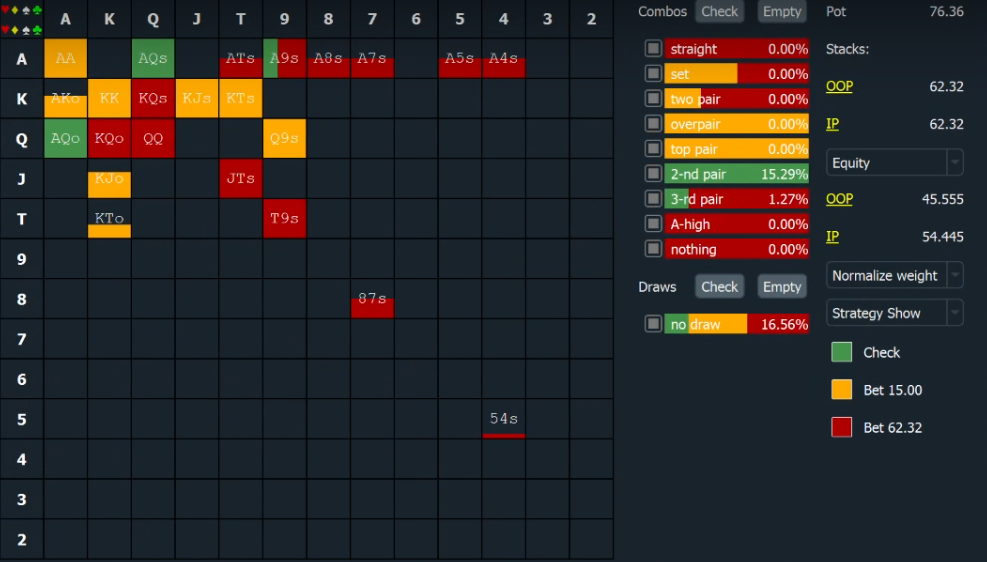 A K Q J T 9 8 7 6 5 4 3 2
A AA AQs ATs A9s A8s A7s A5s A4s
K AKo KK KQs KJs KTs
Q AQo KQo QQ Q9s
J KJo JTs
T KTo T9s
9
8 87s
7
6
5 54s
4
3
2
Combos Check Empty
straight 0.00%
set 0.00%
two pair 0.00%
overpair 0.00%
top pair 0.00%
2-nd pair 15.29%
3-rd pair 1.27%
A-high 0.00%
nothing 0.00%
Draws Check Empty
no draw 16.56%
Pot 76.36
Stacks:
OOP 62.32
IP 62.32
Equity
OOP 45.555
IP 54.445
Normalize weight
Strategy Show
Check
Bet 15.00
Bet 62.32